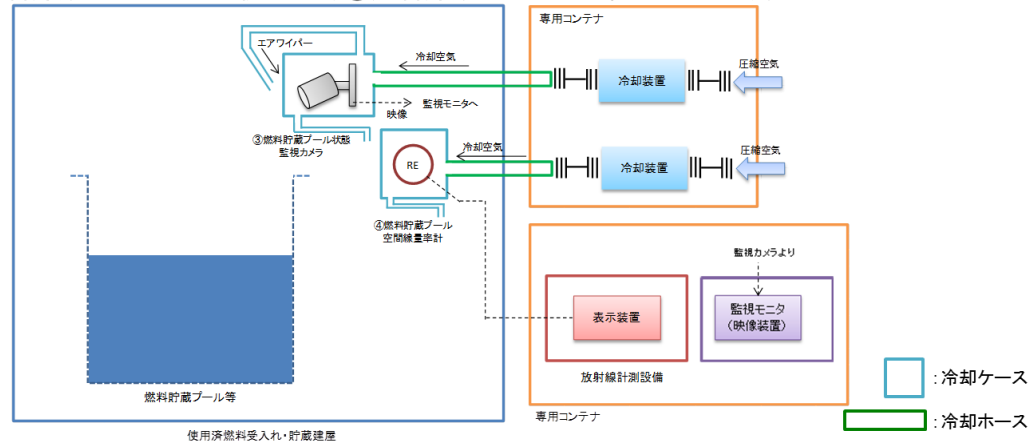 専用コンテナ
エアワイパー
冷却空気
圧縮空気
冷却装置
監視モニタへ
映像
③燃料貯蔵プール状態
監視カメラ
冷却空気
圧縮空気
RE
冷却装置
④燃料貯蔵プール
空間線量率計
監視カメラより
表示装置
監視モニタ
(映像装置)
放射線計測設備
:冷却ケース
燃料貯蔵プール等
専用コンテナ
:冷却ホース
使用済燃料受入れ・貯蔵建屋